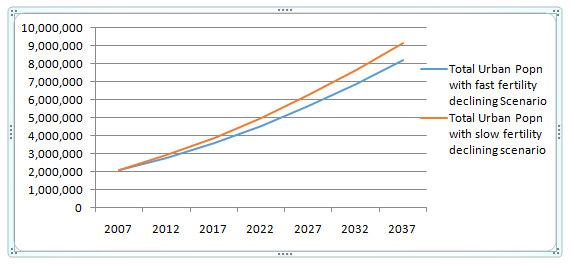 10,000,000
9,000,000
8,000,000
7,000,000
6,000,000
5,000,000
4,000,000
3,000,000
2,000,000
1,000,000
0
2007 2012 2017 2022 2027 2032 2037
Total Urban Popn
with fast fertility
declining Scenario
Total Urban Popn
with slow fertility
declining scenario